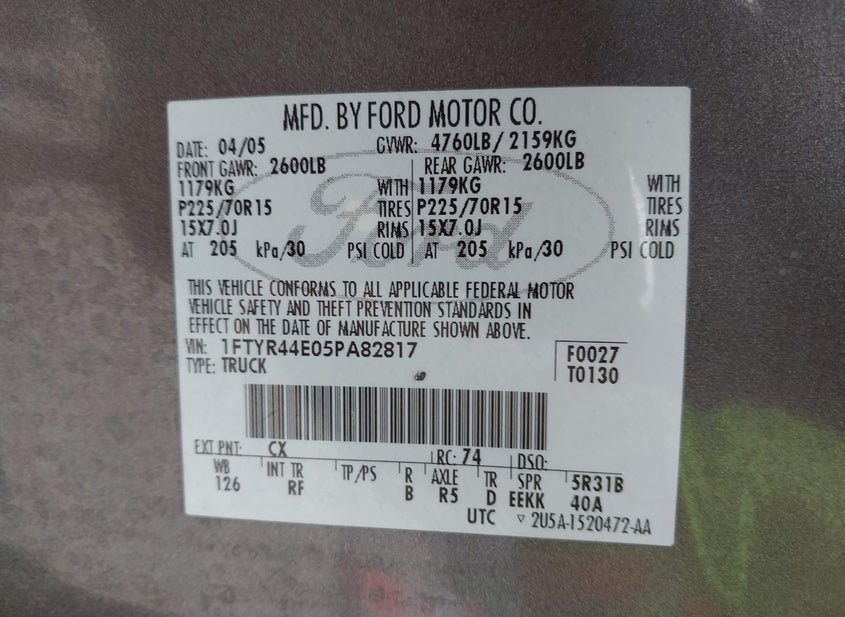 MFD. BY FORD MOTOR CO.
DATE: 04/05 GVWR: 4760LB/ 2159KG
FRONT GAWR: 2600LB REAR GAWR: 2600LB
1179KG WITH 1179KG WITH
P225/70R15 TIRES P225/70R15 TIRES
15X7.0J RIMS 15X7.0J RIMS
AT 205 kPa/30 PSI COLD AT 205 kPa/30 PSI COLD
Ford
THIS VEHICLE CONFORMS TO ALL APPLICABLE FEDERAL MOTOR
VEHICLE SAFETY AND THEFT PREVENTION STANDARDS IN
EFFECT ON THE DATE OF MANUFACTURE SHOWN ABOVE.
VIN: 1FTYR44E05PA82817 F0027
TYPE: TRUCK T0130
EXT PNT: CX RC: 74 DSO:
WB INT TR TP/PS R AXLE TR SPR 5R31B
126 RF B R5 D EEKK 40A
UTC ▽ 2U5A-1520472-AA